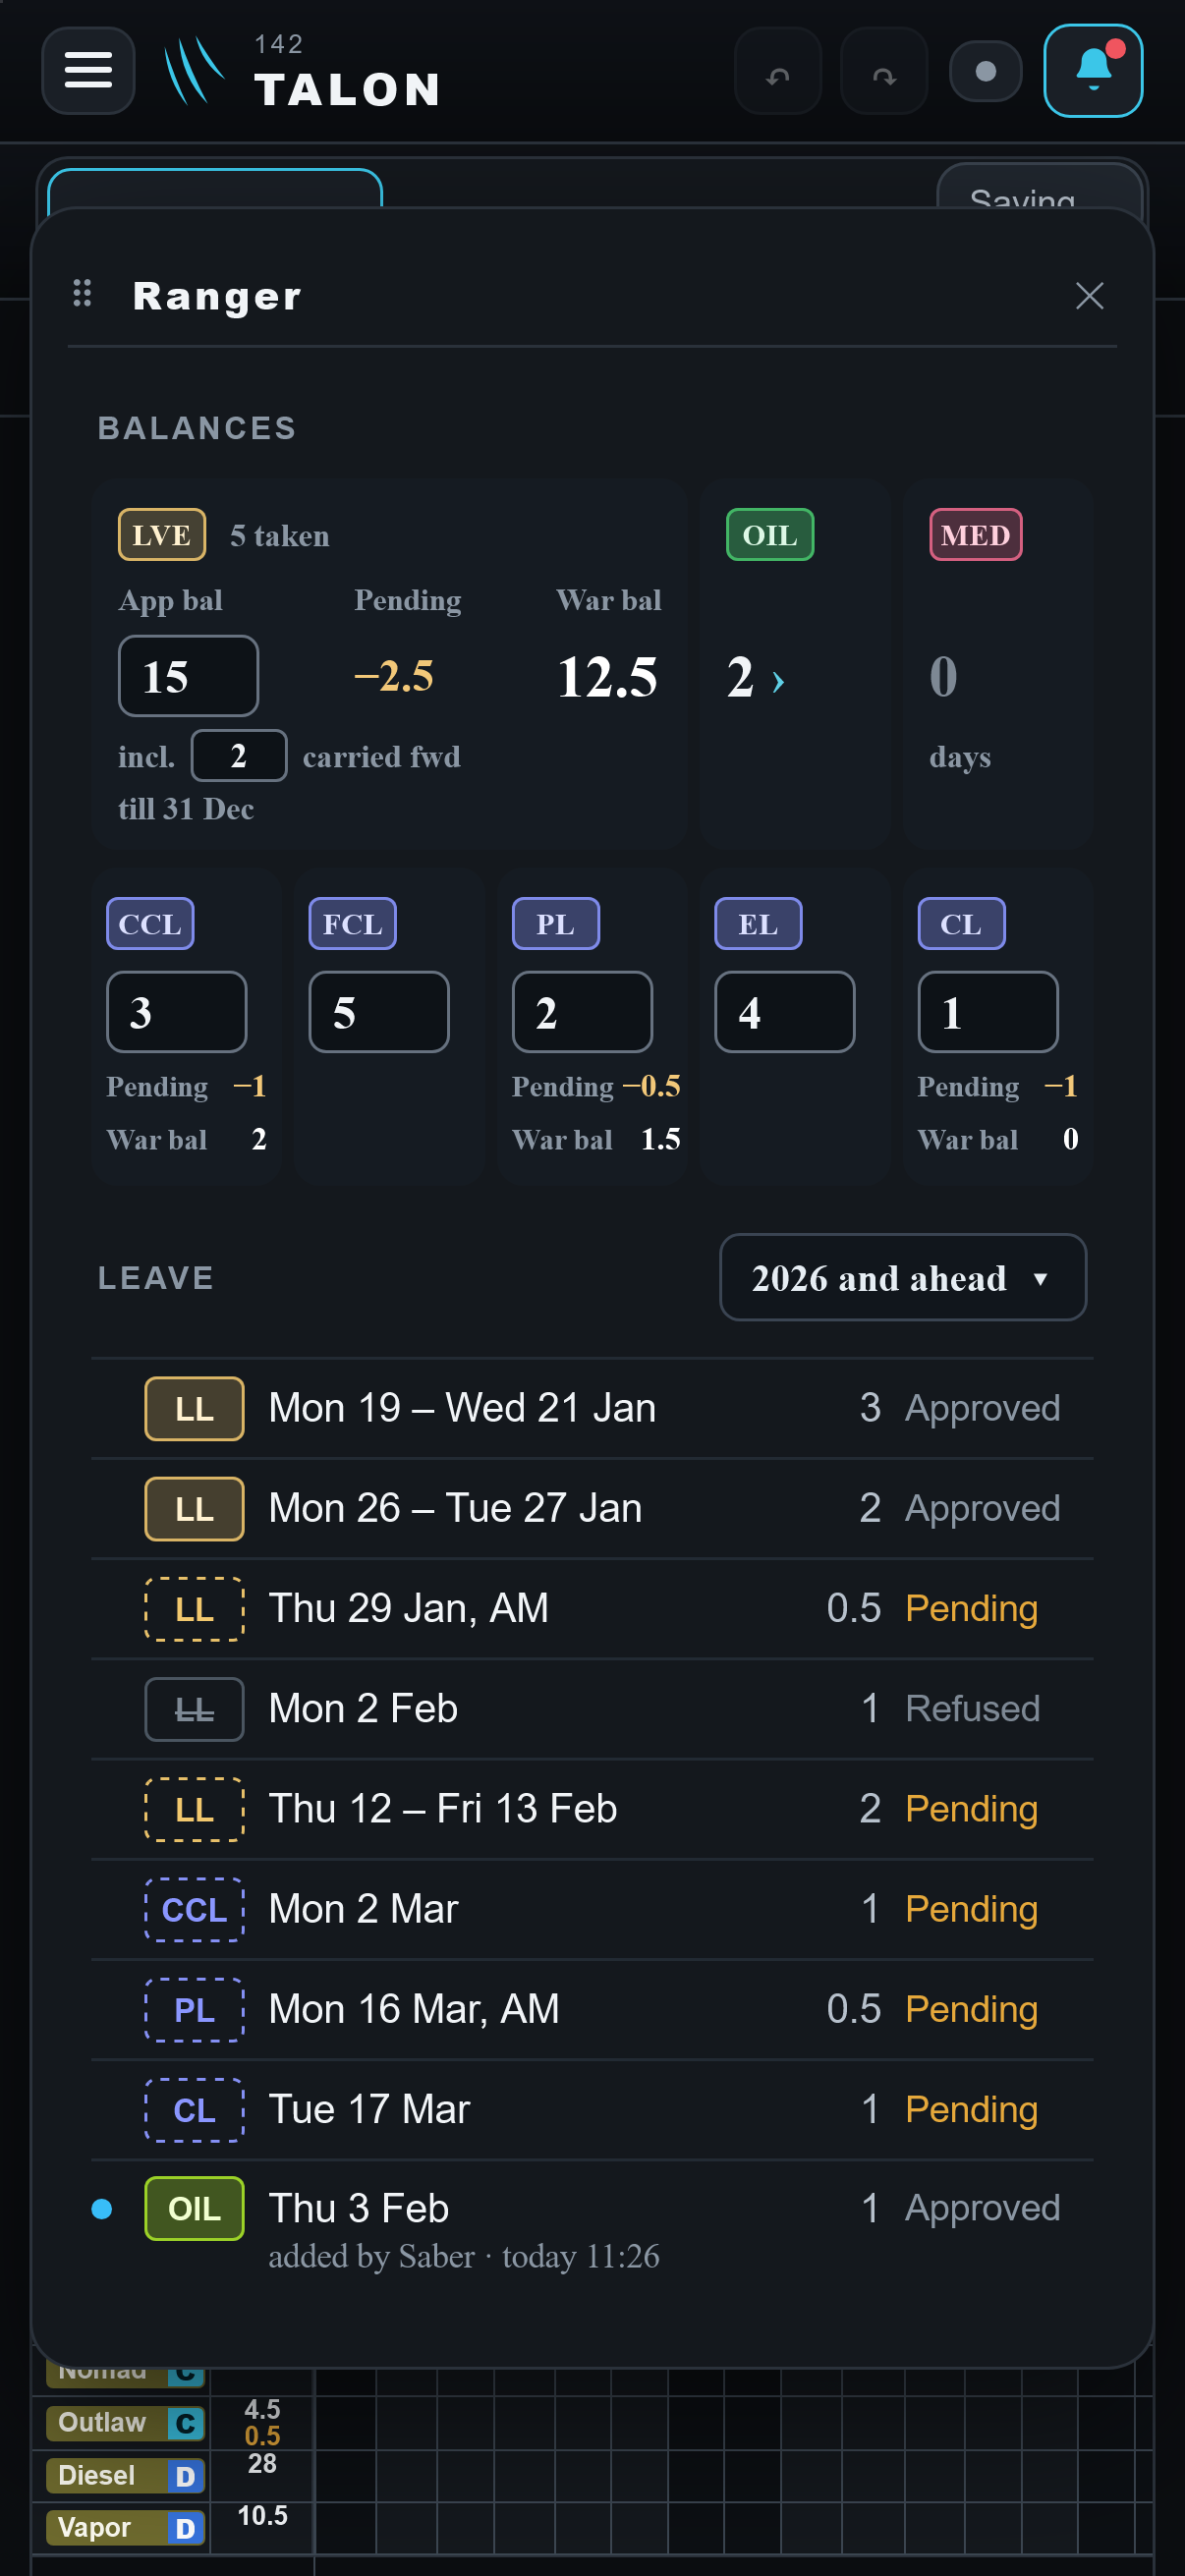 142
TALON
Saving
Ranger
BALANCES
LVE 5 taken OIL MED
App bal Pending War bal
15 −2.5 12.5 2 › 0
incl. 2 carried fwd days
till 31 Dec
CCL FCL PL EL CL
3 5 2 4 1
Pending −1 Pending −0.5 Pending −1
War bal 2 War bal 1.5 War bal 0
LEAVE 2026 and ahead ▼
LL Mon 19 – Wed 21 Jan 3 Approved
LL Mon 26 – Tue 27 Jan 2 Approved
LL Thu 29 Jan, AM 0.5 Pending
LL Mon 2 Feb 1 Refused
LL Thu 12 – Fri 13 Feb 2 Pending
CCL Mon 2 Mar 1 Pending
PL Mon 16 Mar, AM 0.5 Pending
CL Tue 17 Mar 1 Pending
OIL Thu 3 Feb 1 Approved
added by Saber · today 11:26
Nomad C
Outlaw C 4.5
0.5
Diesel D 28
Vapor D 10.5